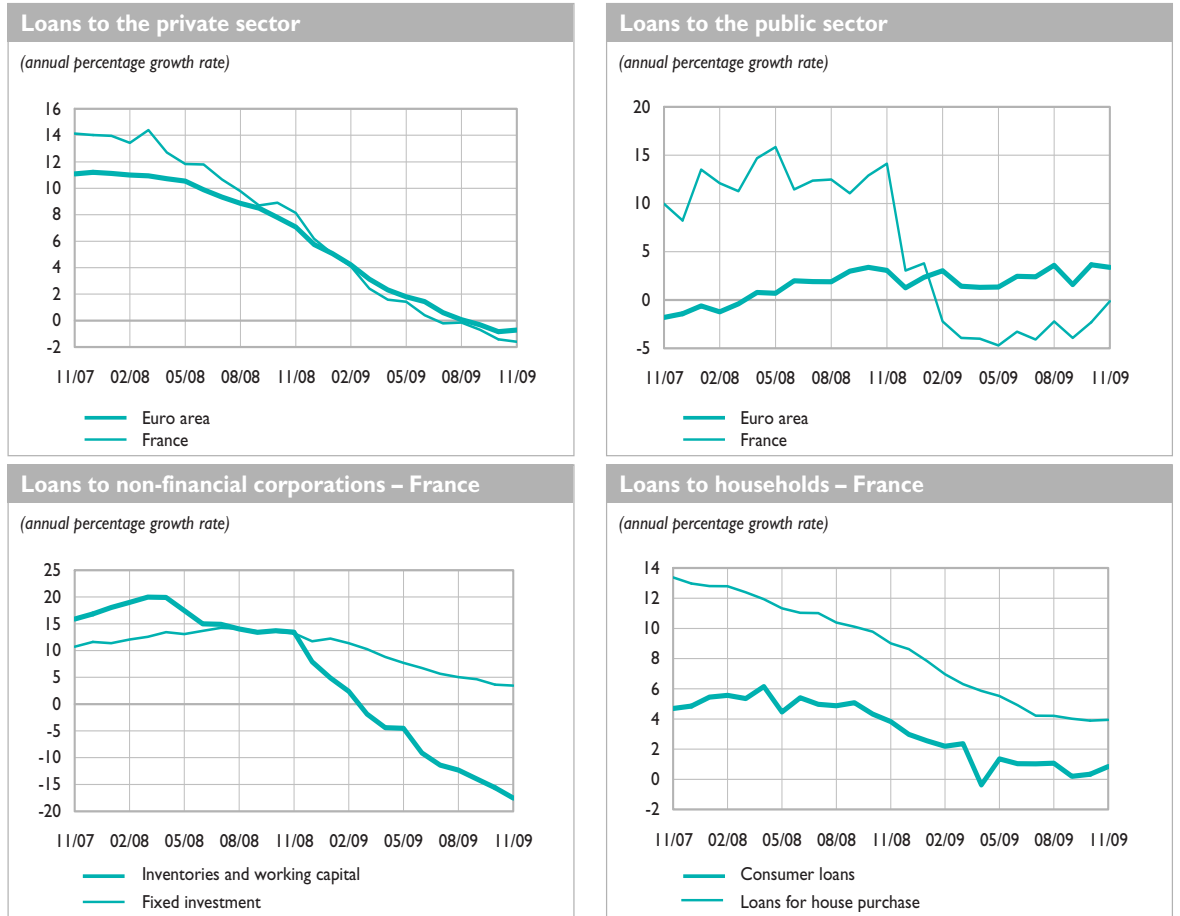 Loans to the private sector
(annual percentage growth rate)
16
14
12
10
8
6
4
2
0
-2
11/07 02/08 05/08 08/08 11/08 02/09 05/09 08/09 11/09
Euro area
France
Loans to the public sector
(annual percentage growth rate)
20
15
10
5
0
-5
11/07 02/08 05/08 08/08 11/08 02/09 05/09 08/09 11/09
Euro area
France
Loans to non-financial corporations – France
(annual percentage growth rate)
25
20
15
10
5
0
-5
-10
-15
-20
11/07 02/08 05/08 08/08 11/08 02/09 05/09 08/09 11/09
Inventories and working capital
Fixed investment
Loans to households – France
(annual percentage growth rate)
14
12
10
8
6
4
2
0
-2
11/07 02/08 05/08 08/08 11/08 02/09 05/09 08/09 11/09
Consumer loans
Loans for house purchase